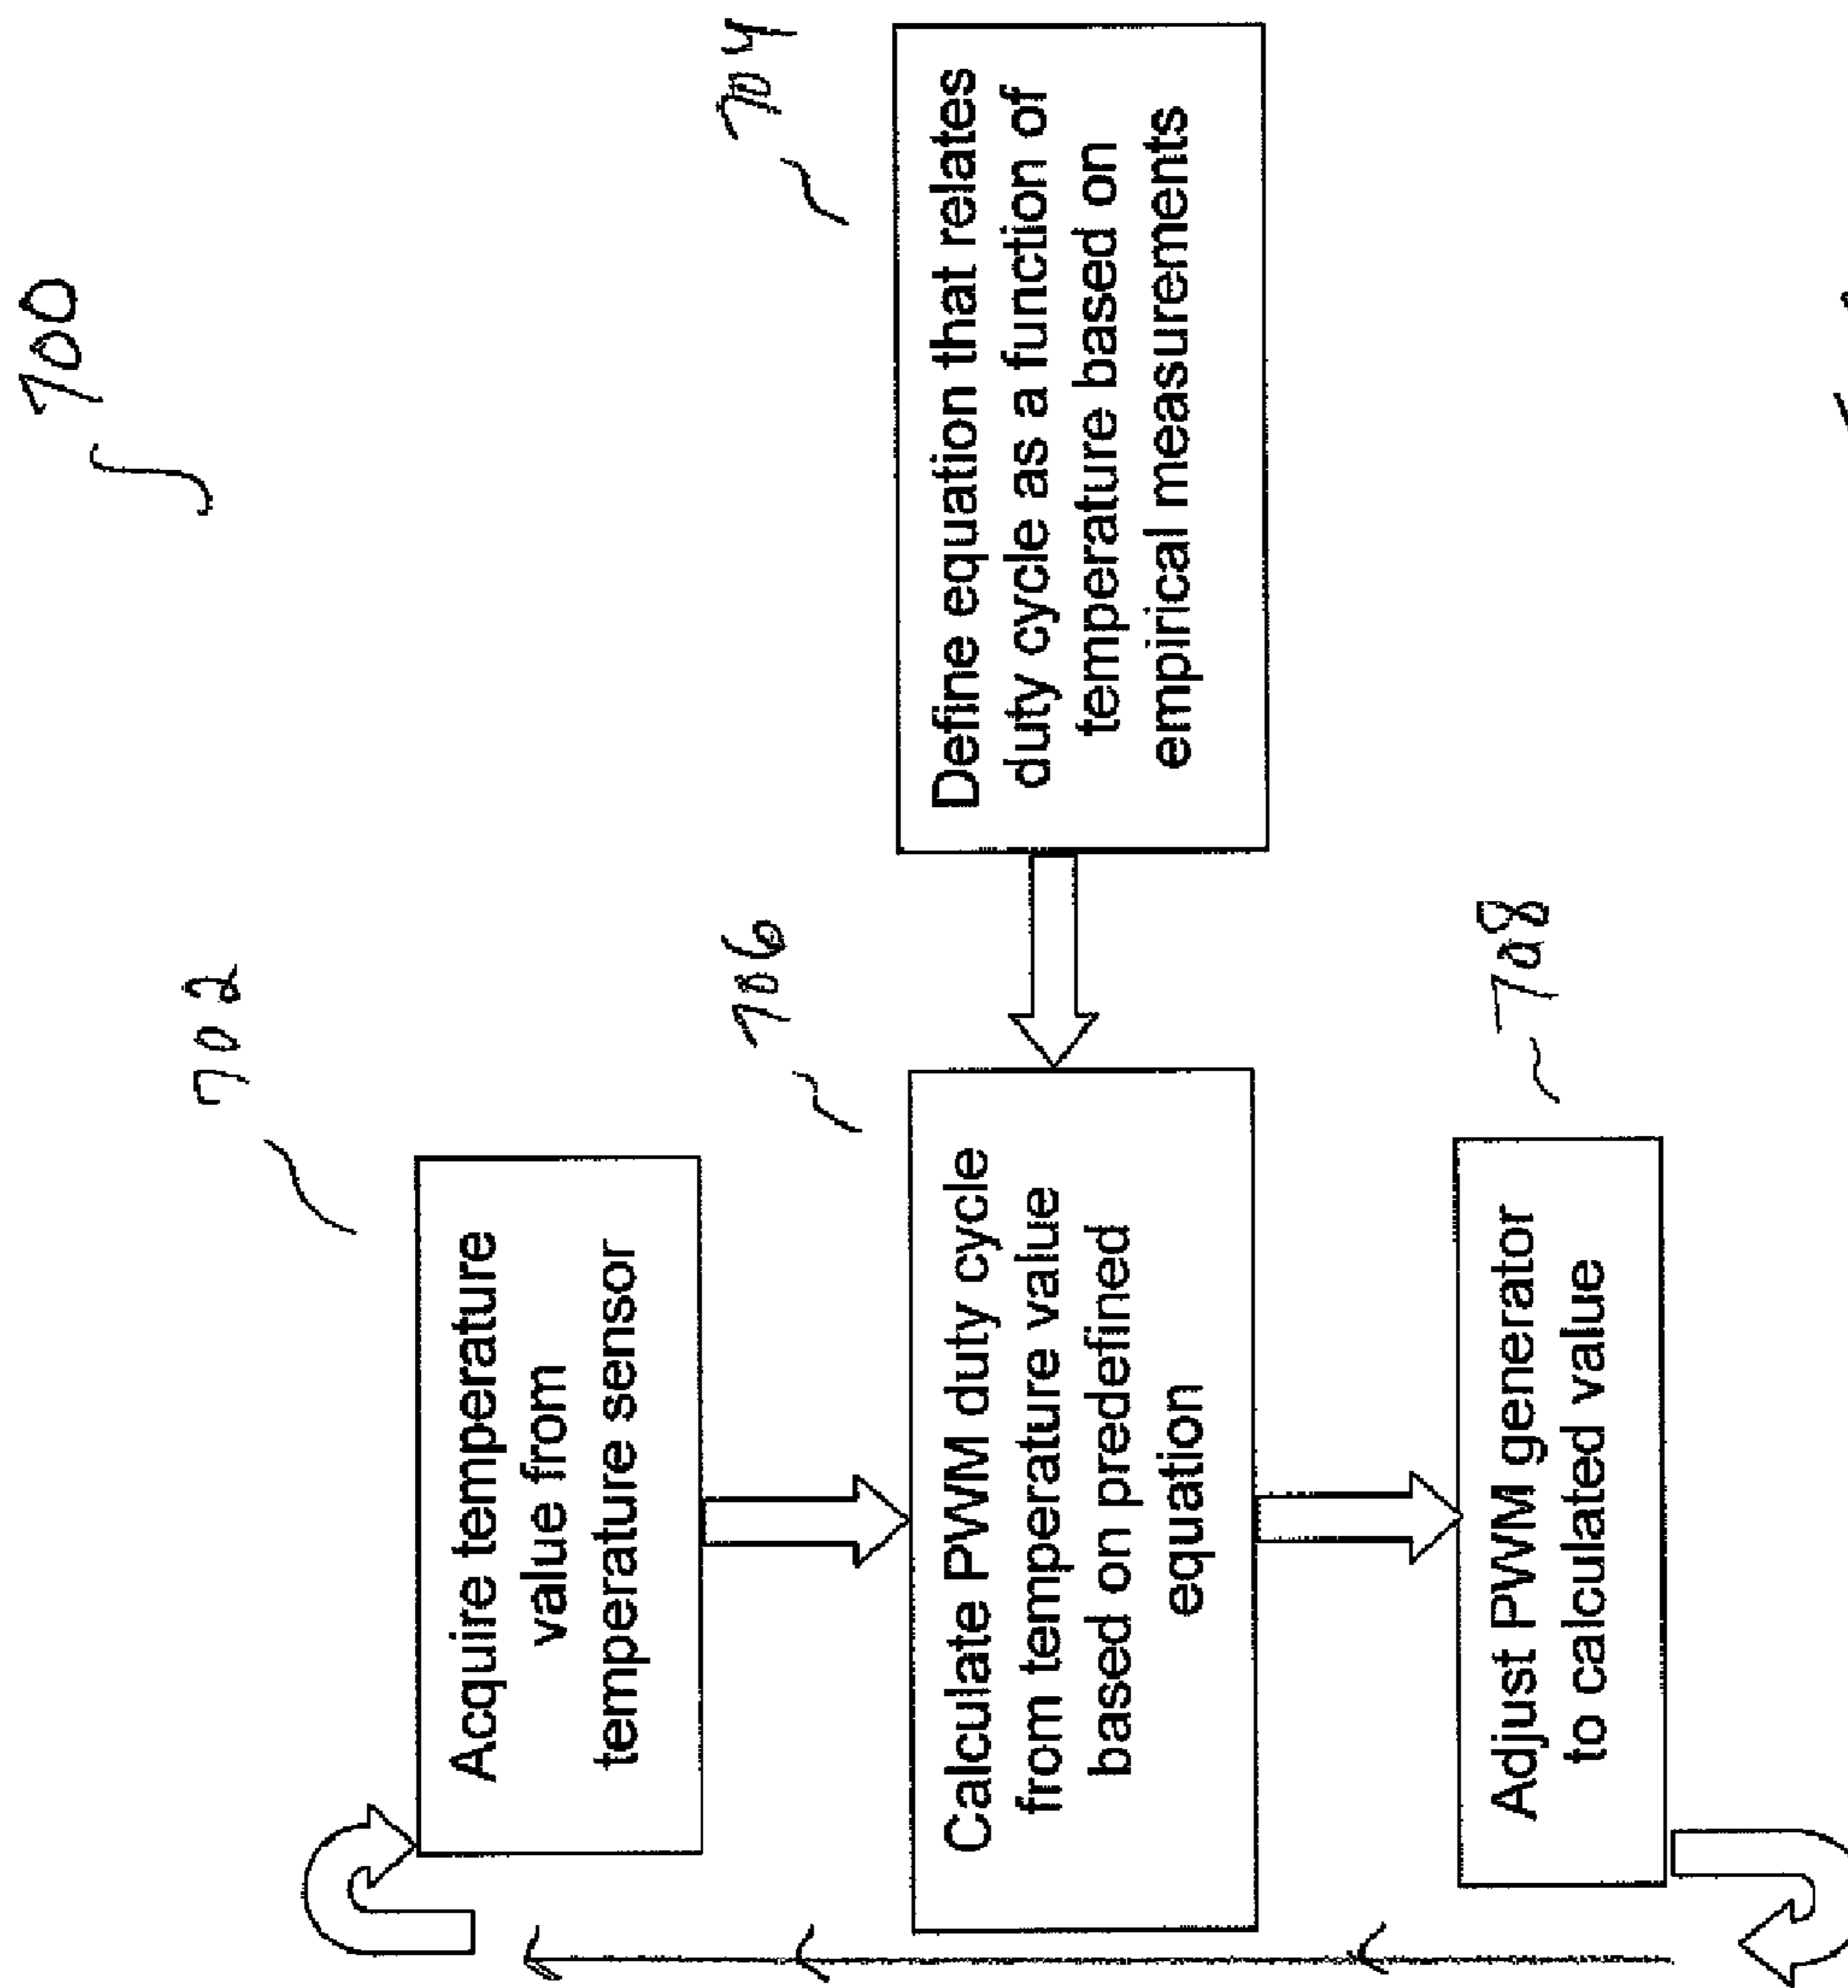 700
702
Acquire temperature
value from
temperature sensor
704
Define equation that relates
duty cycle as a function of
temperature based on
empirical measurements
706
Calculate PWM duty cycle
from temperature value
based on predefined
equation
708
Adjust PWM generator
to calculated value